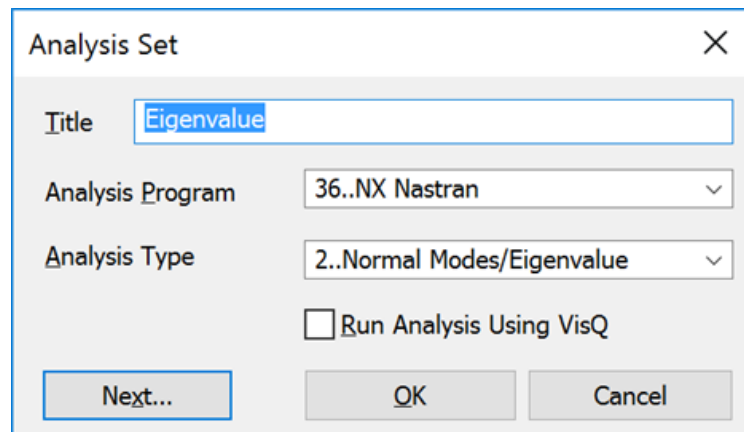 Analysis Set
Title Eigenvalue
Analysis Program 36..NX Nastran
Analysis Type 2..Normal Modes/Eigenvalue
Run Analysis Using VisQ
Next... OK Cancel